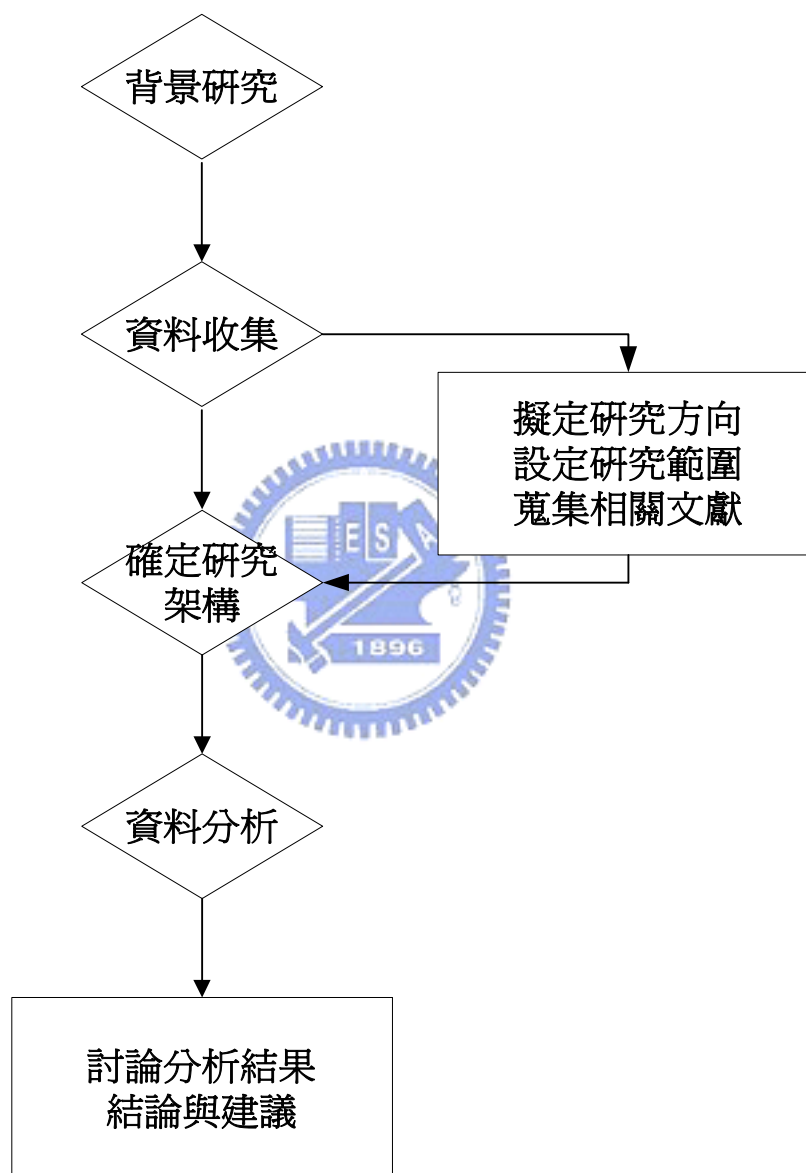 背景研究
資料收集
擬定研究方向
設定研究範圍
蒐集相關文獻
確定研究
架構
E S A
1896
資料分析
討論分析結果
結論與建議